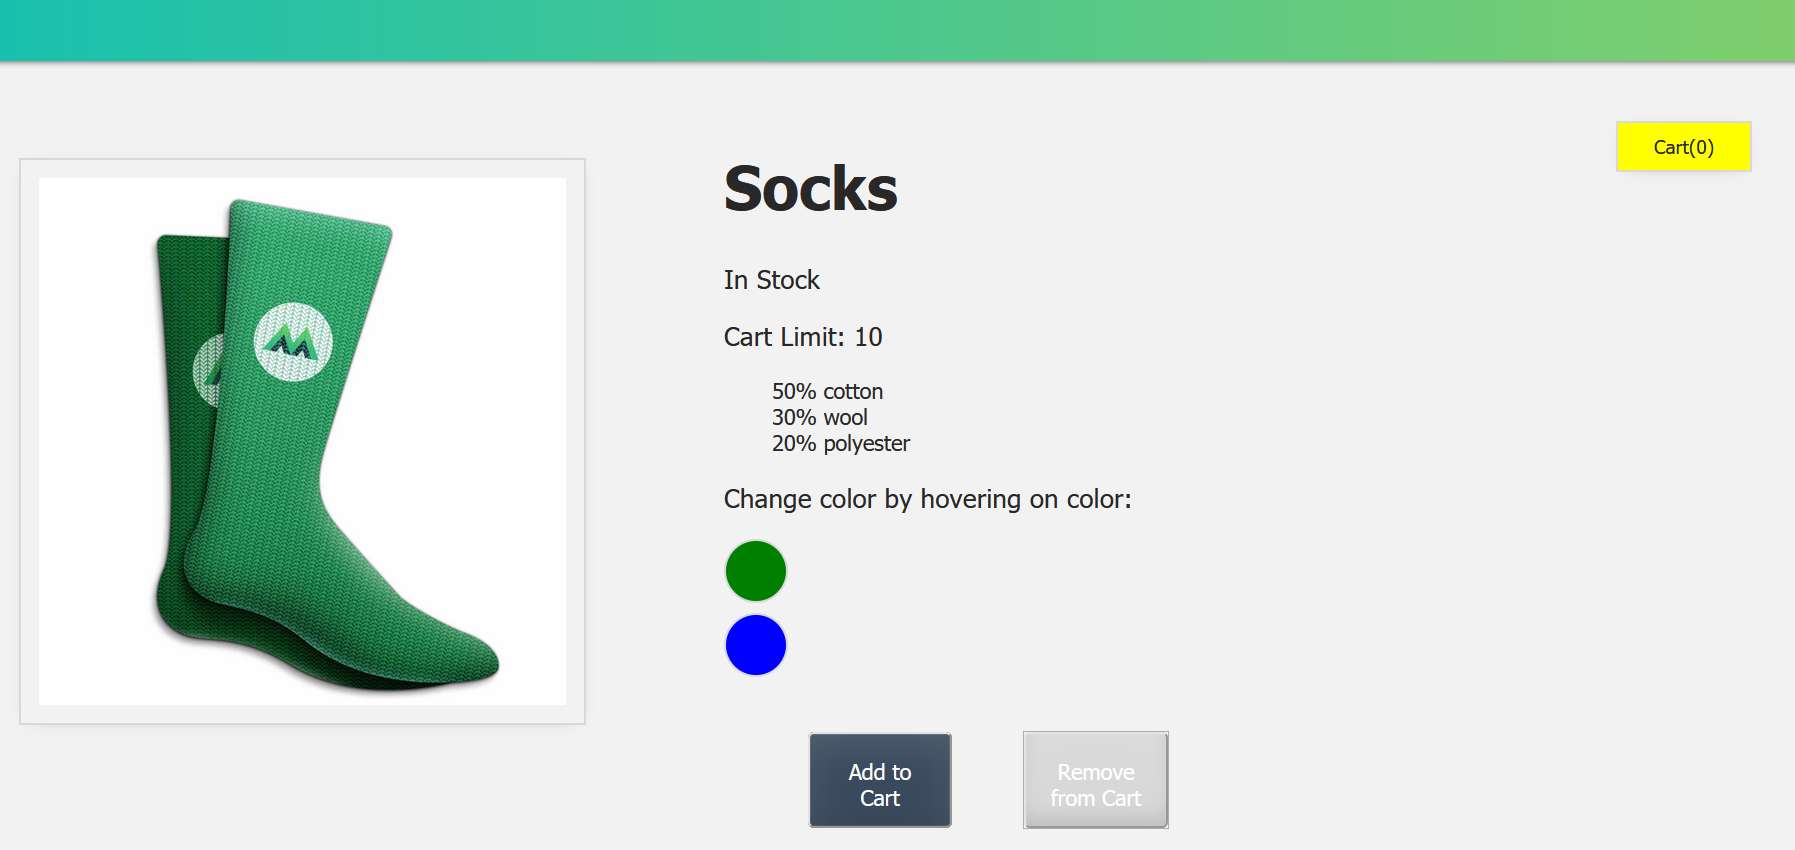 Cart(0)
Socks
In Stock
Cart Limit: 10
50% cotton
30% wool
20% polyester
Change color by hovering on color:
Add to
Cart
Remove
from Cart